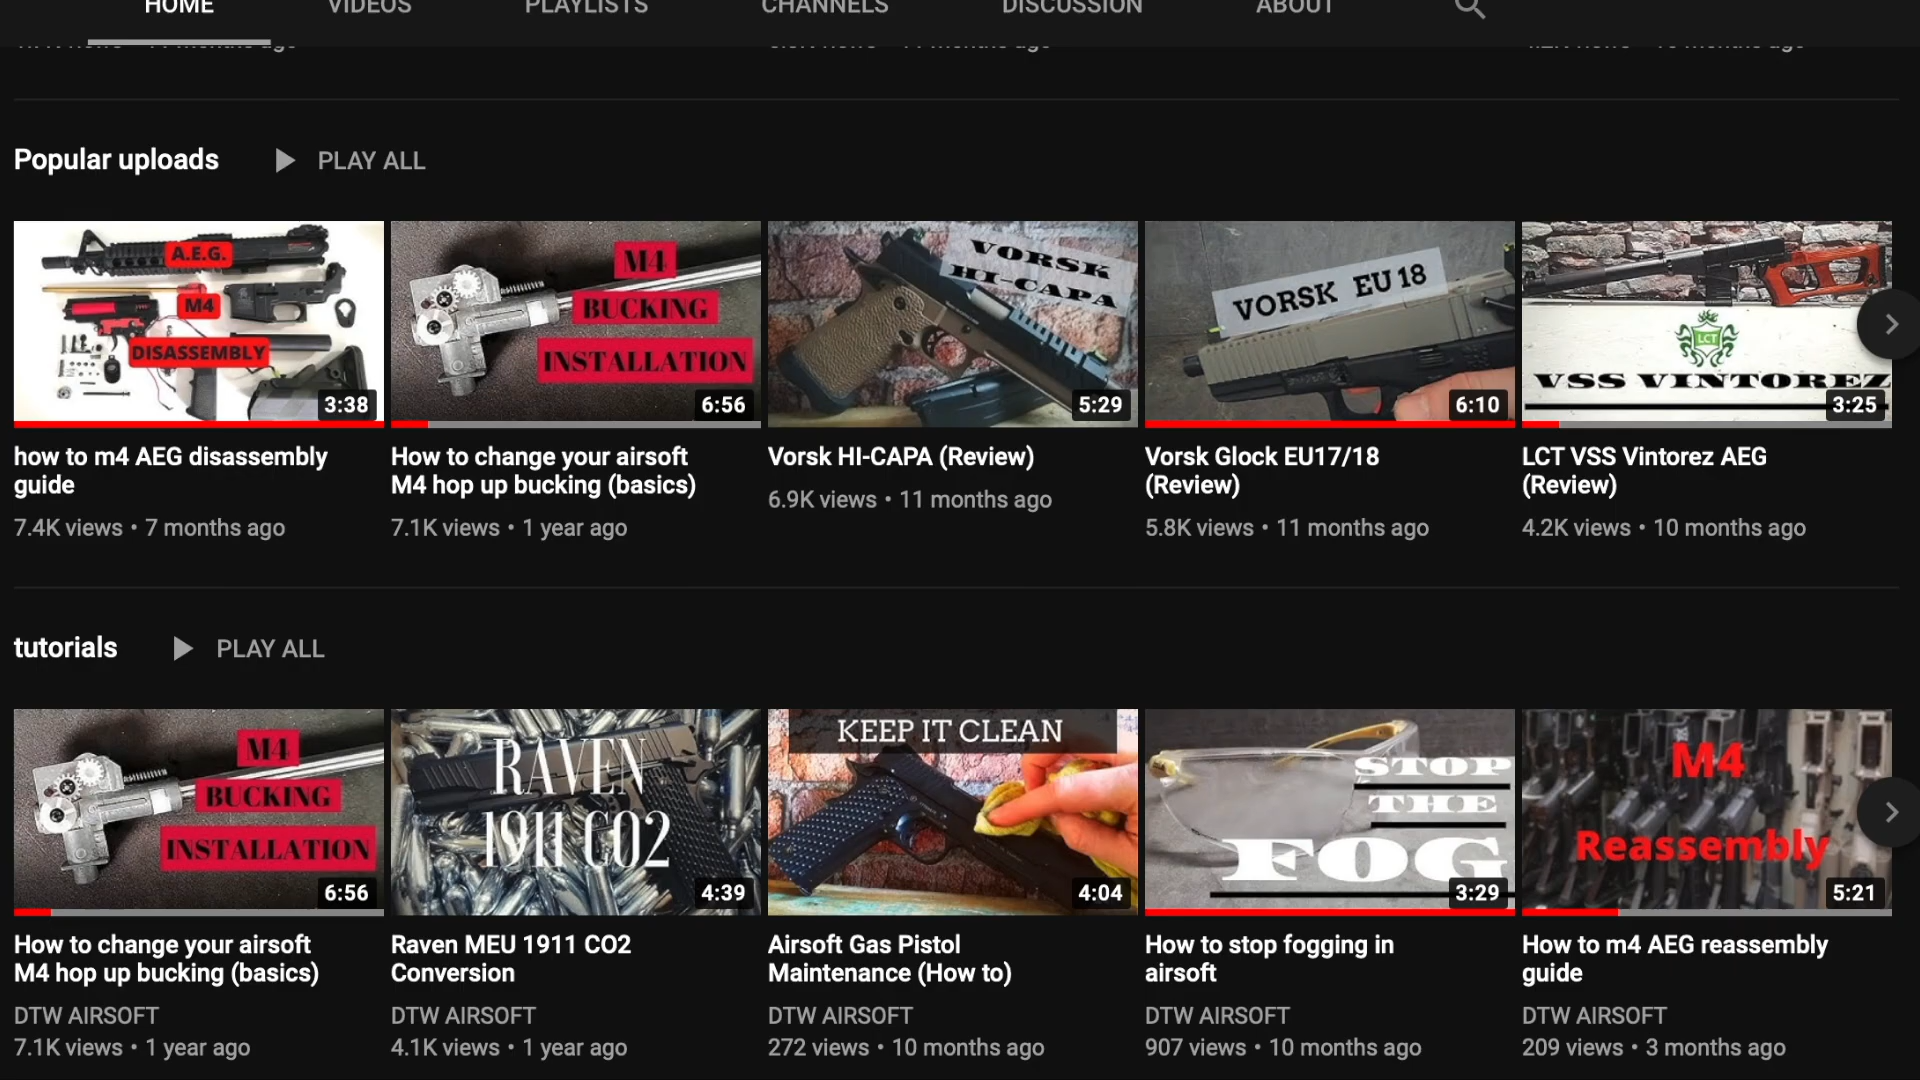 HOME VIDEOS PLAYLISTS CHANNELS DISCUSSION ABOUT
Popular uploads PLAY ALL
A.E.G.
M4
DISASSEMBLY
3:38
M4
BUCKING
INSTALLATION
6:56
VORSK
HI-CAPA
5:29
VORSK EU 18
6:10
LCT
VSS VINTOREZ
3:25
how to m4 AEG disassembly
guide
7.4K views • 7 months ago
How to change your airsoft
M4 hop up bucking (basics)
7.1K views • 1 year ago
Vorsk HI-CAPA (Review)
6.9K views • 11 months ago
Vorsk Glock EU17/18
(Review)
5.8K views • 11 months ago
LCT VSS Vintorez AEG
(Review)
4.2K views • 10 months ago
tutorials PLAY ALL
M4
BUCKING
INSTALLATION
6:56
RAVEN
1911 CO2
4:39
KEEP IT CLEAN
4:04
STOP
THE
FOG
3:29
M4
Reassembly
5:21
How to change your airsoft
M4 hop up bucking (basics)
DTW AIRSOFT
7.1K views • 1 year ago
Raven MEU 1911 CO2
Conversion
DTW AIRSOFT
4.1K views • 1 year ago
Airsoft Gas Pistol
Maintenance (How to)
DTW AIRSOFT
272 views • 10 months ago
How to stop fogging in
airsoft
DTW AIRSOFT
907 views • 10 months ago
How to m4 AEG reassembly
guide
DTW AIRSOFT
209 views • 3 months ago